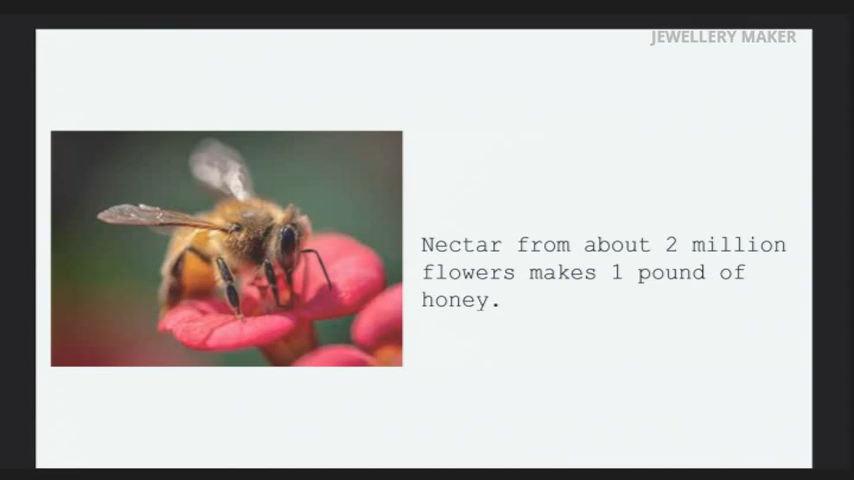 JEWELLERY MAKER
Nectar from about 2 million
flowers makes 1 pound of
honey.